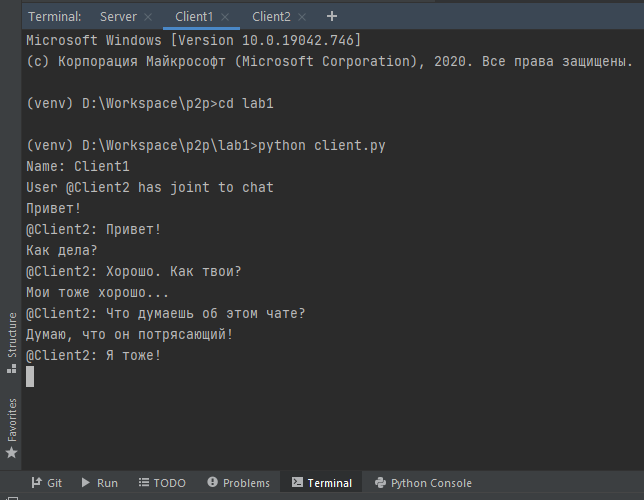 Terminal: Server Client1 Client2
Microsoft Windows [Version 10.0.19042.746]
(c) Корпорация Майкрософт (Microsoft Corporation), 2020. Все права защищены.
(venv) D:\Workspace\p2p>cd lab1
(venv) D:\Workspace\p2p\lab1>python client.py
Name: Client1
User @Client2 has joint to chat
Привет!
@Client2: Привет!
Как дела?
@Client2: Хорошо. Как твои?
Мои тоже хорошо...
@Client2: Что думаешь об этом чате?
Думаю, что он потрясающий!
@Client2: Я тоже!
Structure
Favorites
Git Run TODO Problems Terminal Python Console